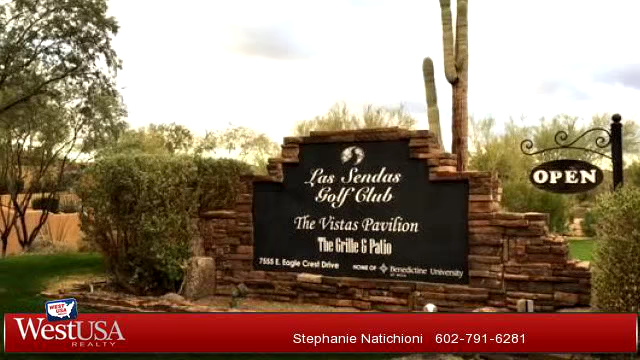 Las Sendas
Golf Club
The Vistas Pavilion
The Grille & Patio
7555 E. Eagle Crest Drive
HOME OF Benedictine University
OPEN
WEST USA
WestUSA
REALTY
Stephanie Natichioni 602-791-6281